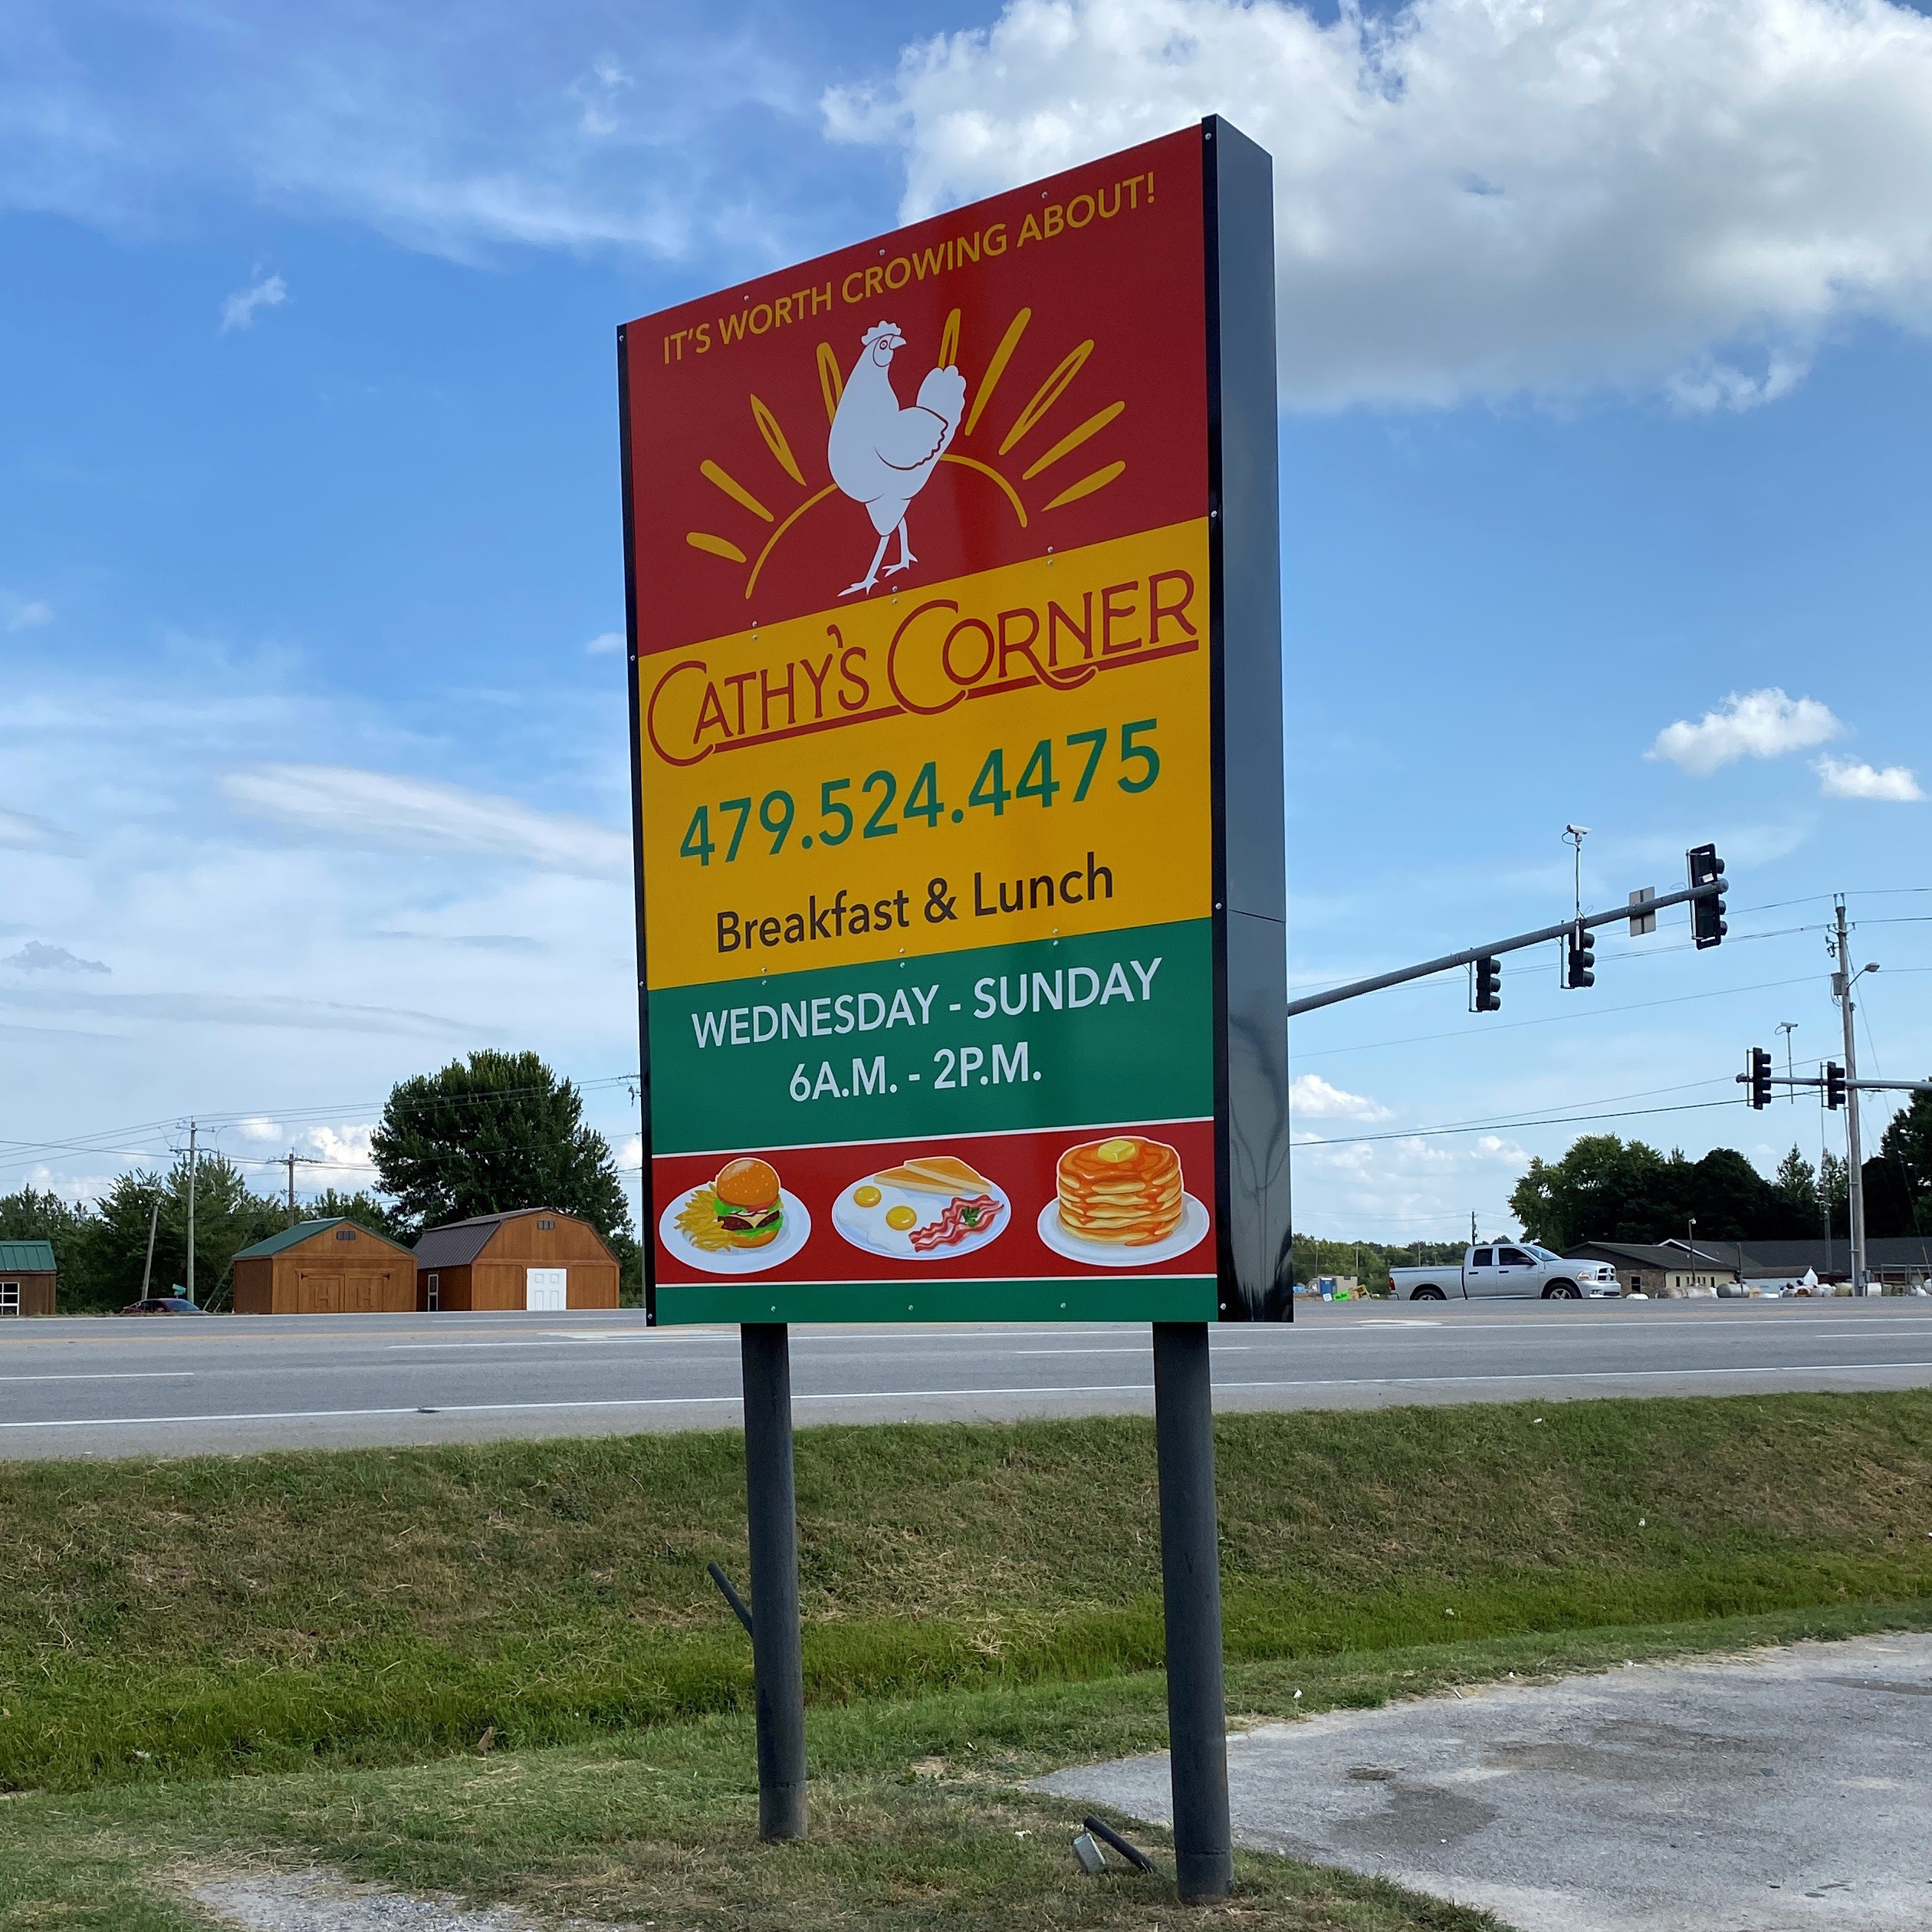 IT'S WORTH CROWING ABOUT!
CATHY'S CORNER
479.524.4475
Breakfast & Lunch
WEDNESDAY - SUNDAY
6A.M. - 2P.M.